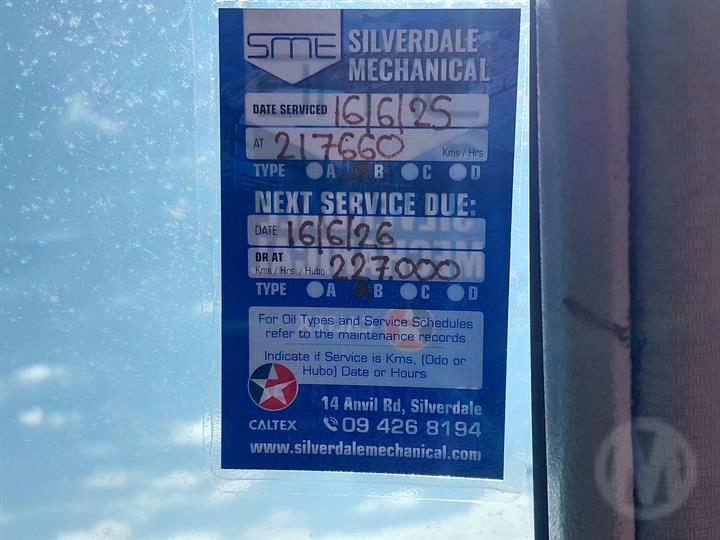 SMT SILVERDALE
MECHANICAL
DATE SERVICED 16/6/25
AT 217660 Kms / Hrs
TYPE A B C D
NEXT SERVICE DUE:
DATE 16/6/26
OR AT
Kms / Hrs / Hubo 227.000
TYPE A B C D
For Oil Types and Service Schedules
refer to the maintenance records
Indicate if Service is Kms, (Odo or
Hubo) Date or Hours
14 Anvil Rd, Silverdale
CALTEX 09 426 8194
www.silverdalemechanical.com
M